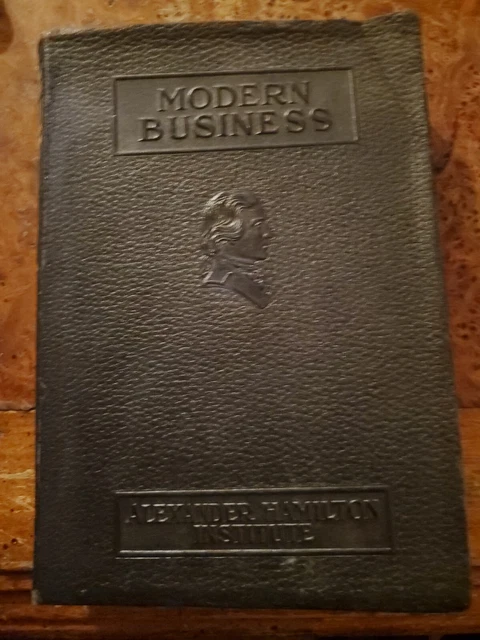 MODERN
BUSINESS
ALEXANDER HAMILTON
INSTITUTE